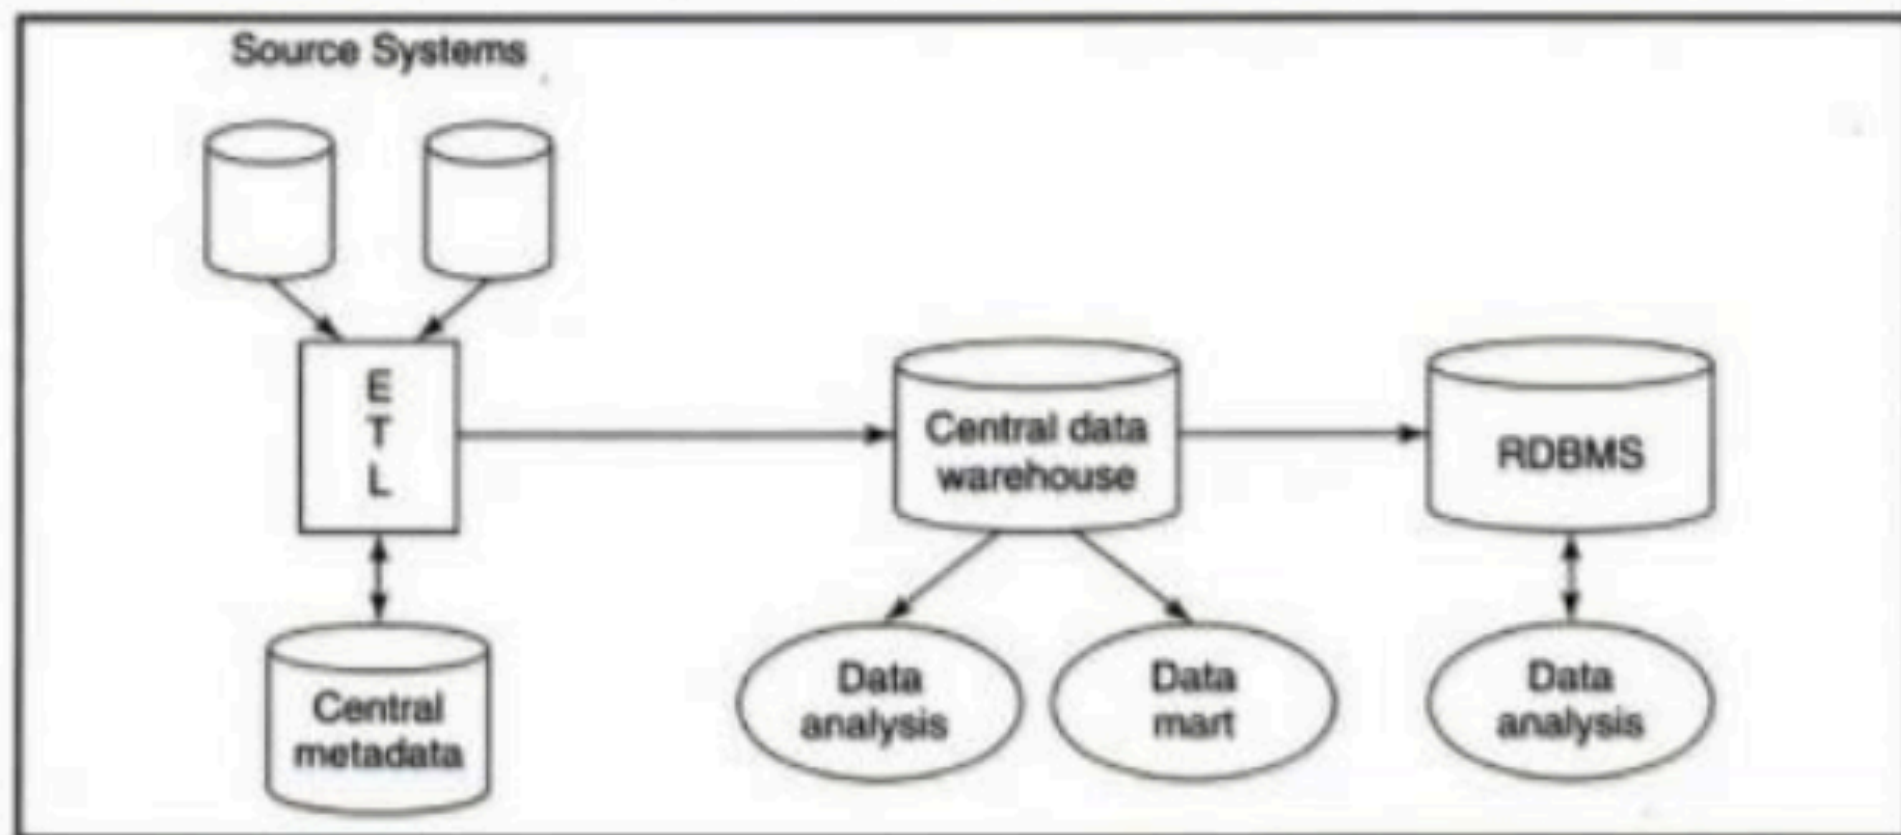 Source Systems
E
T
L
Central data
warehouse
RDBMS
Central
metadata
Data
analysis
Data
mart
Data
analysis